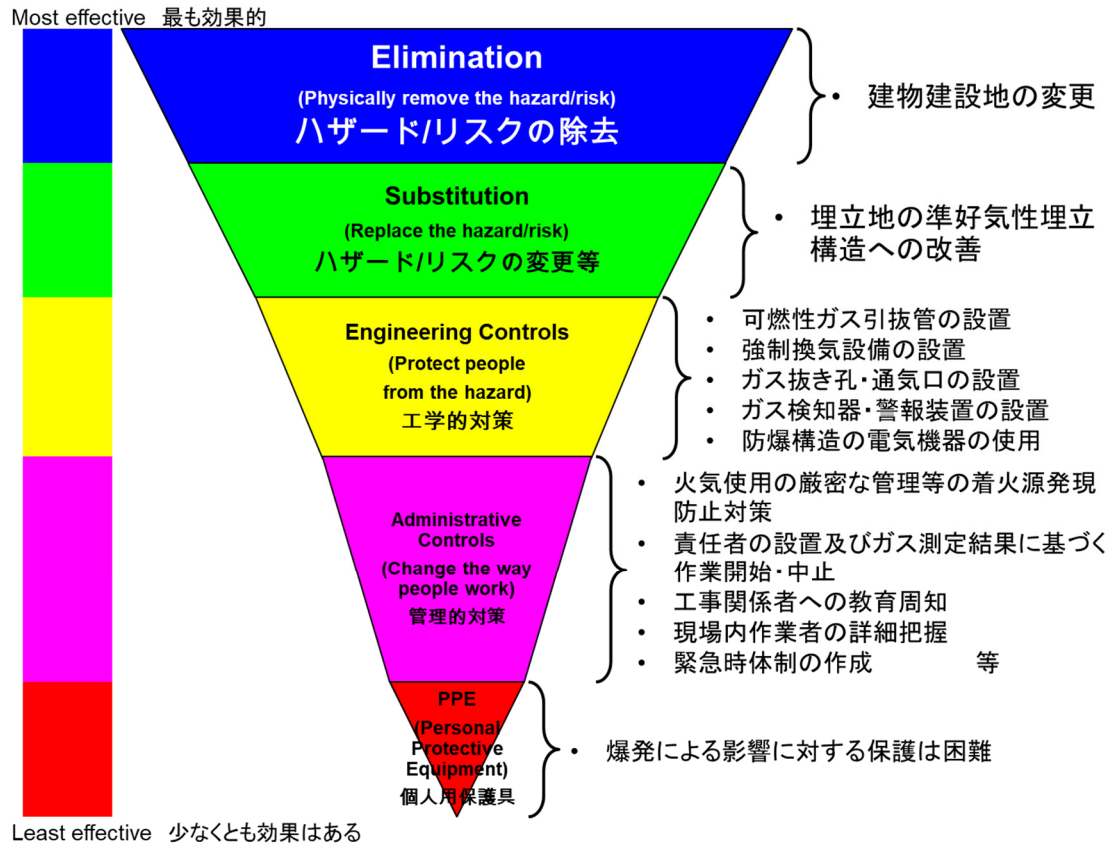 Most effective 最も効果的
Elimination
(Physically remove the hazard/risk)
ハザード/リスクの除去
・ 建物建設地の変更
Substitution
(Replace the hazard/risk)
ハザード/リスクの変更等
・ 埋立地の準好気性埋立
構造への改善
Engineering Controls
(Protect people
from the hazard)
工学的対策
・ 可燃性ガス引抜管の設置
・ 強制換気設備の設置
・ ガス抜き孔・通気口の設置
・ ガス検知器・警報装置の設置
・ 防爆構造の電気機器の使用
Administrative
Controls
(Change the way
people work)
管理的対策
・ 火気使用の厳密な管理等の着火源発現
防止対策
・ 責任者の設置及びガス測定結果に基づく
作業開始・中止
・ 工事関係者への教育周知
・ 現場内作業者の詳細把握
・ 緊急時体制の作成 等
PPE
(Personal
Protective
Equipment)
個人用保護具
・ 爆発による影響に対する保護は困難
Least effective 少なくとも効果はある